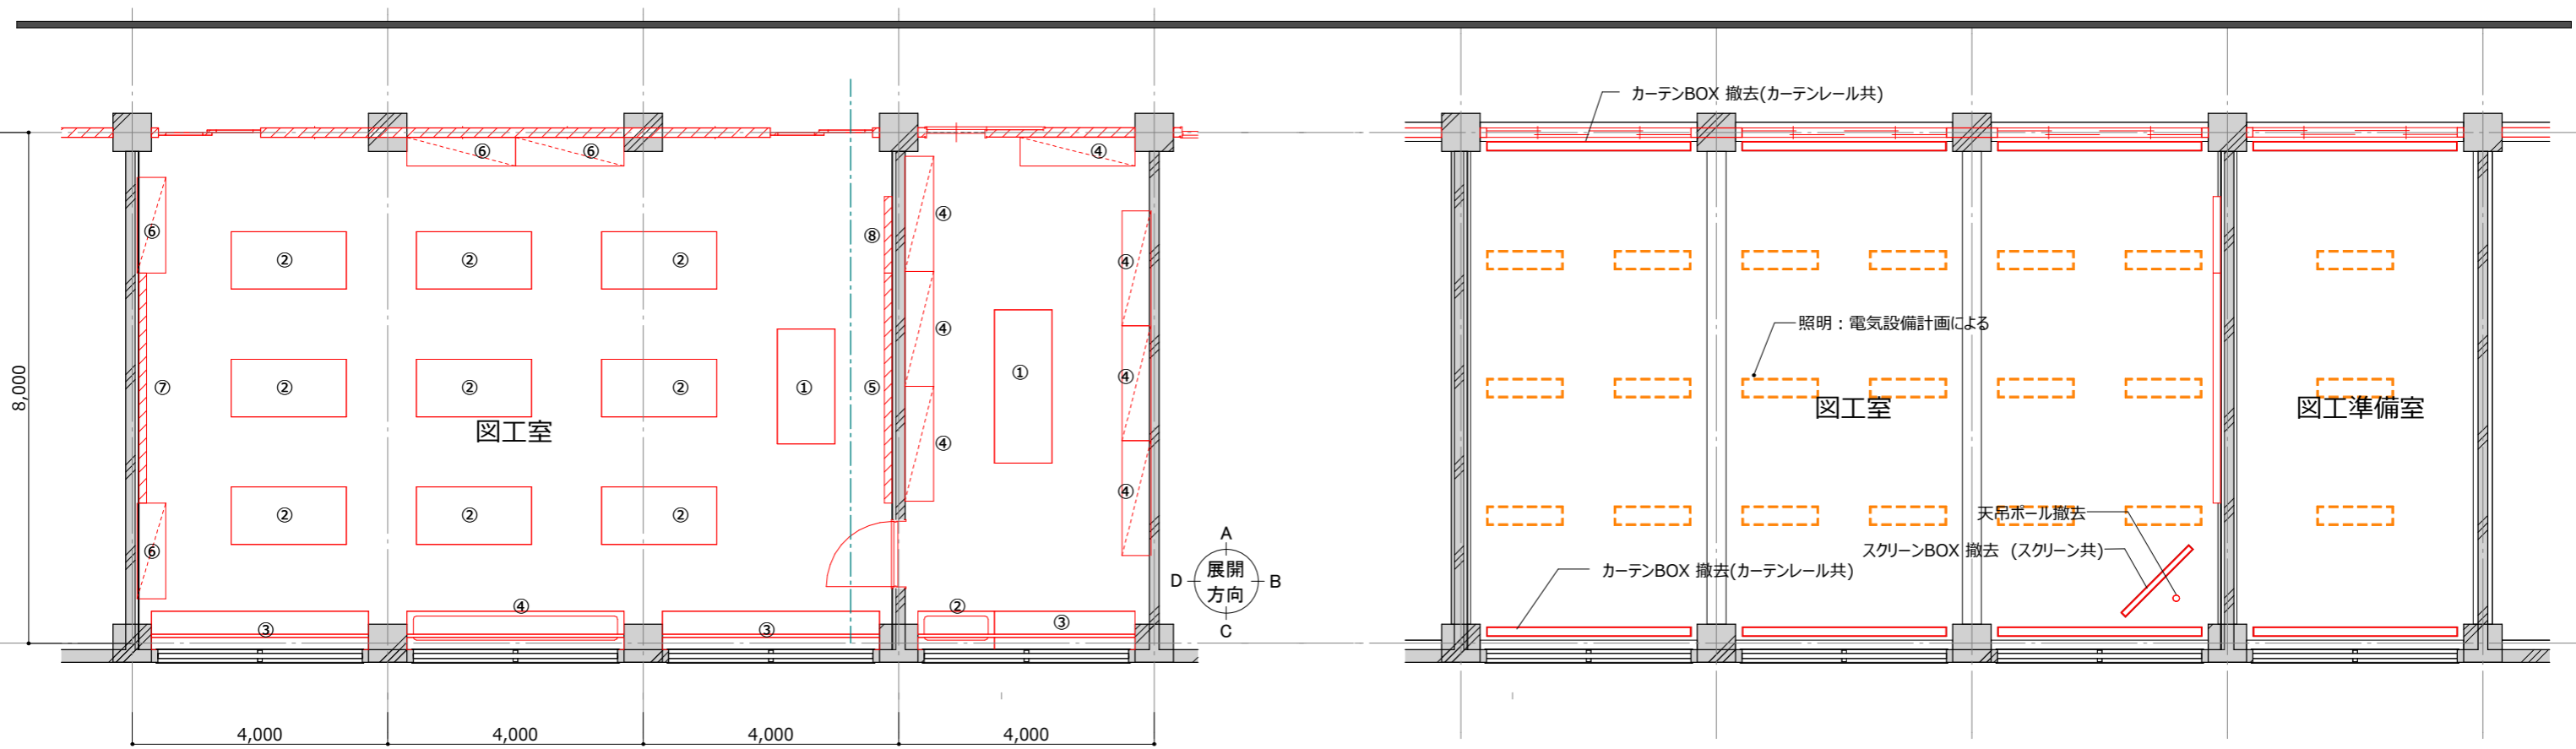 カーテンBOX 撤去(カーテンレール共)
⑥ ⑥ ④
④
⑥ ⑧
② ② ② ④
照明：電気設備計画による
④
8,000
⑦ ② ② ② ① ⑤ ① ④
図工室 図工準備室
図工室
④
④
② ② ②
天吊ポール撤去
A
⑥ スクリーンBOX 撤去 (スクリーン共)
展開
D B
方向
カーテンBOX 撤去(カーテンレール共)
④ ②
③ ③ ③
C
4,000 4,000 4,000 4,000